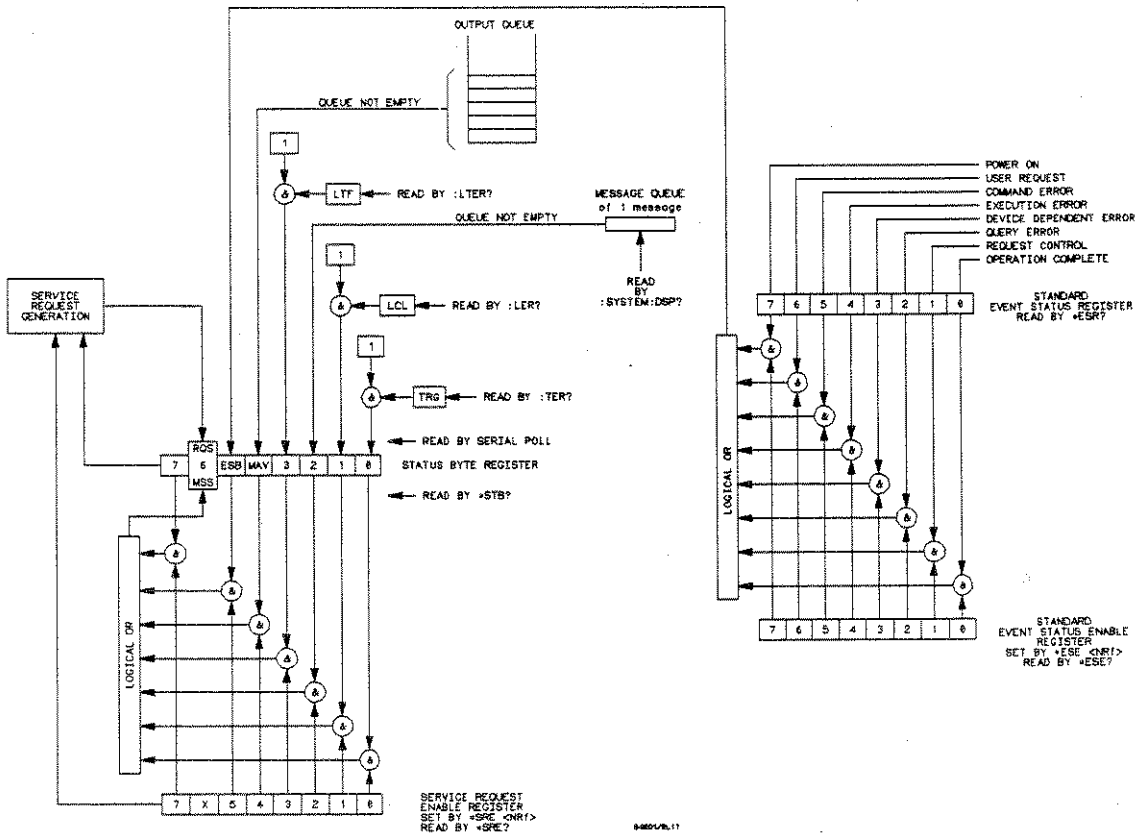 OUTPUT QUEUE
QUEUE NOT EMPTY
1
&
LTF
READ BY :LTER?
MESSAGE QUEUE
of 1 message
QUEUE NOT EMPTY
READ
BY
:SYSTEM:DSP?
1
&
LCL
READ BY :LER?
1
&
TRG
READ BY :TER?
POWER ON
USER REQUEST
COMMAND ERROR
EXECUTION ERROR
DEVICE DEPENDENT ERROR
QUERY ERROR
REQUEST CONTROL
OPERATION COMPLETE
7 6 5 4 3 2 1 0
STANDARD
EVENT STATUS REGISTER
READ BY *ESR?
&
&
&
&
&
&
&
&
LOGICAL OR
7 6 5 4 3 2 1 0
STANDARD
EVENT STATUS ENABLE
REGISTER
SET BY *ESE <NRf>
READ BY *ESE?
SERVICE
REQUEST
GENERATION
READ BY SERIAL POLL
RQS
7 6 ESB MAV 3 2 1 0
MSS
STATUS BYTE REGISTER
READ BY *STB?
&
&
&
&
&
&
&
LOGICAL OR
7 X 5 4 3 2 1 0
SERVICE REQUEST
ENABLE REGISTER
SET BY *SRE <NRf>
READ BY *SRE?